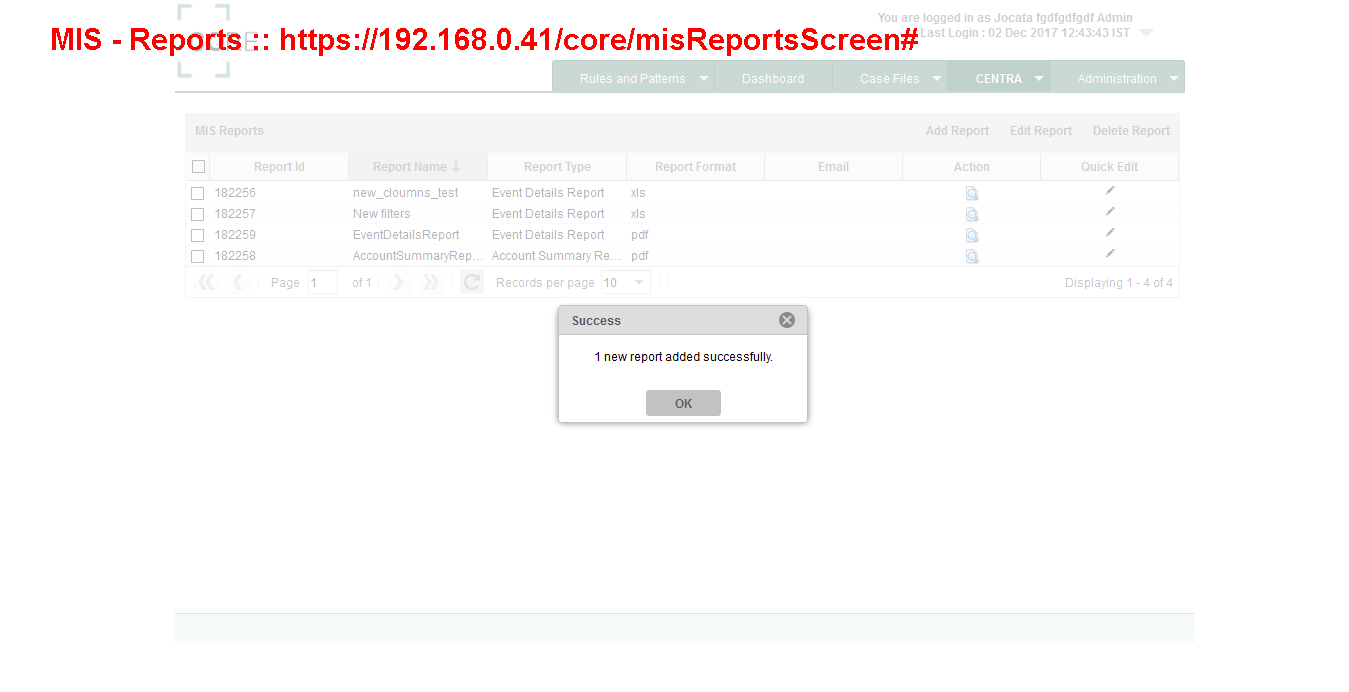 You are logged in as Jocata fgdfgdfgdf Admin
MIS - Reports :: https://192.168.0.41/core/misReportsScreen#
CORE
Last Login : 02 Dec 2017 12:43:43 IST
Rules and Patterns Dashboard Case Files CENTRA Administration
MIS Reports Add Report Edit Report Delete Report
Report Id Report Name Report Type Report Format Email Action Quick Edit
182256 new_cloumns_test Event Details Report xls
182257 New filters Event Details Report xls
182259 EventDetailsReport Event Details Report pdf
182258 AccountSummaryRep... Account Summary Re... pdf
Page 1 of 1 Records per page 10 Displaying 1 - 4 of 4
Success
1 new report added successfully.
OK